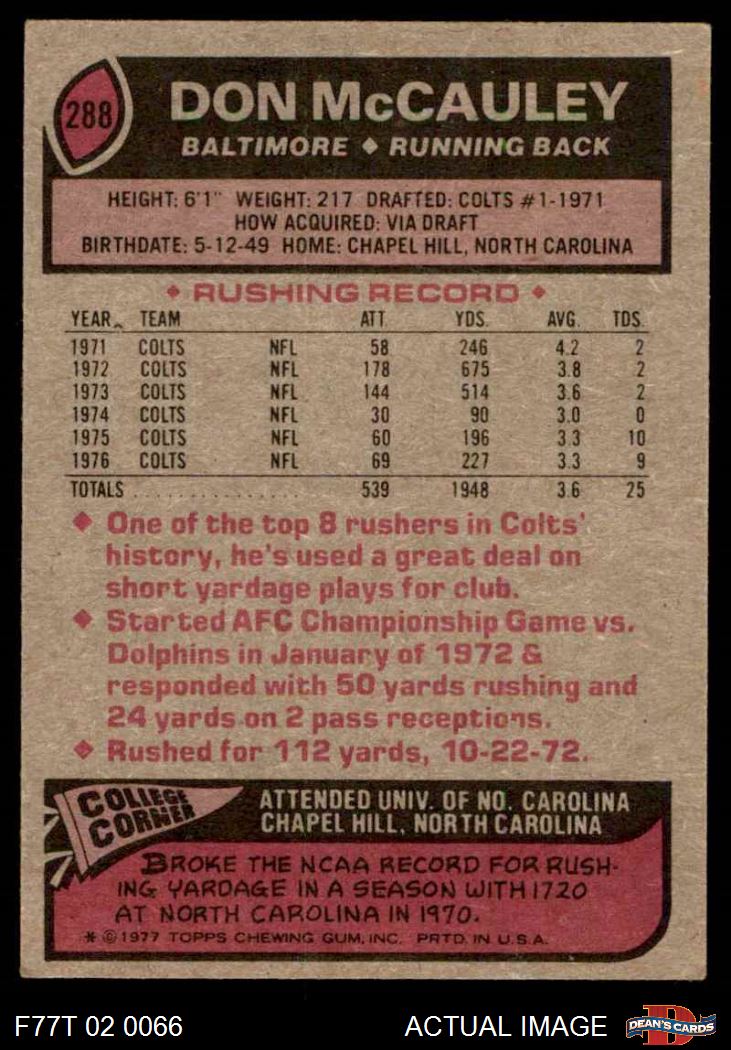 288
DON McCAULEY
BALTIMORE ◆ RUNNING BACK
HEIGHT: 6'1" WEIGHT: 217 DRAFTED: COLTS #1-1971
HOW ACQUIRED: VIA DRAFT
BIRTHDATE: 5-12-49 HOME: CHAPEL HILL, NORTH CAROLINA
◆ RUSHING RECORD ◆
YEAR TEAM ATT. YDS. AVG. TDS.
1971 COLTS NFL 58 246 4.2 2
1972 COLTS NFL 178 675 3.8 2
1973 COLTS NFL 144 514 3.6 2
1974 COLTS NFL 30 90 3.0 0
1975 COLTS NFL 60 196 3.3 10
1976 COLTS NFL 69 227 3.3 9
TOTALS . . . . . . . . . . . . . . . 539 1948 3.6 25
◆ One of the top 8 rushers in Colts'
history, he's used a great deal on
short yardage plays for club.
◆ Started AFC Championship Game vs.
Dolphins in January of 1972 &
responded with 50 yards rushing and
24 yards on 2 pass receptions.
◆ Rushed for 112 yards, 10-22-72.
COLLEGE
CORNER
ATTENDED UNIV. OF NO. CAROLINA
CHAPEL HILL, NORTH CAROLINA
BROKE THE NCAA RECORD FOR RUSH-
ING YARDAGE IN A SEASON WITH 1720
AT NORTH CAROLINA IN 1970.
* © 1977 TOPPS CHEWING GUM, INC. PRTD. IN U.S.A.
F77T 02 0066
ACTUAL IMAGE
D
DEAN'S CARDS